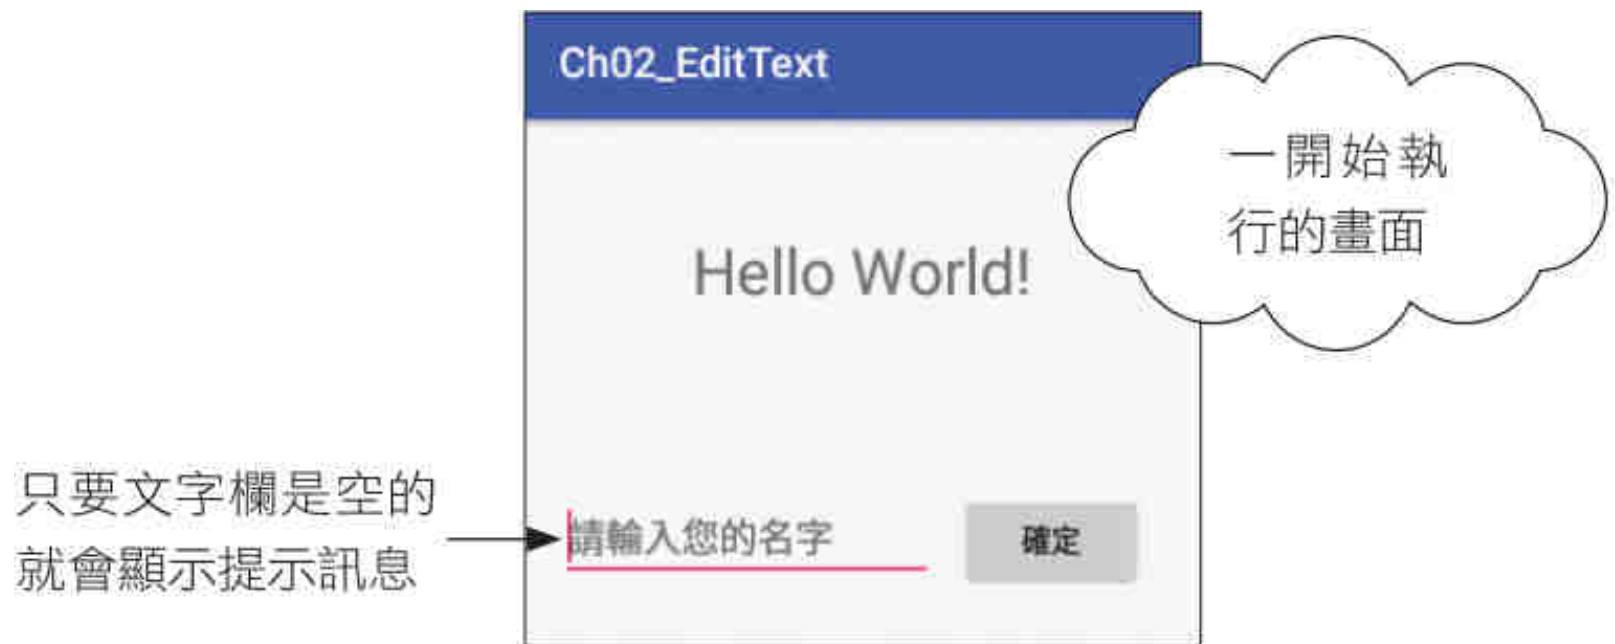 Ch02_EditText
一開始執
行的畫面
Hello World!
只要文字欄是空的
就會顯示提示訊息
請輸入您的名字
確定